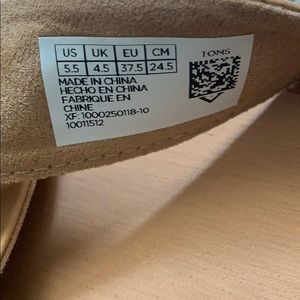 US UK EU CM TOMS
5.5 4.5 37.5 24.5
MADE IN CHINA
HECHO EN CHINA
FABRIQUE EN
CHINE
XF: 1000250118-10
10011512